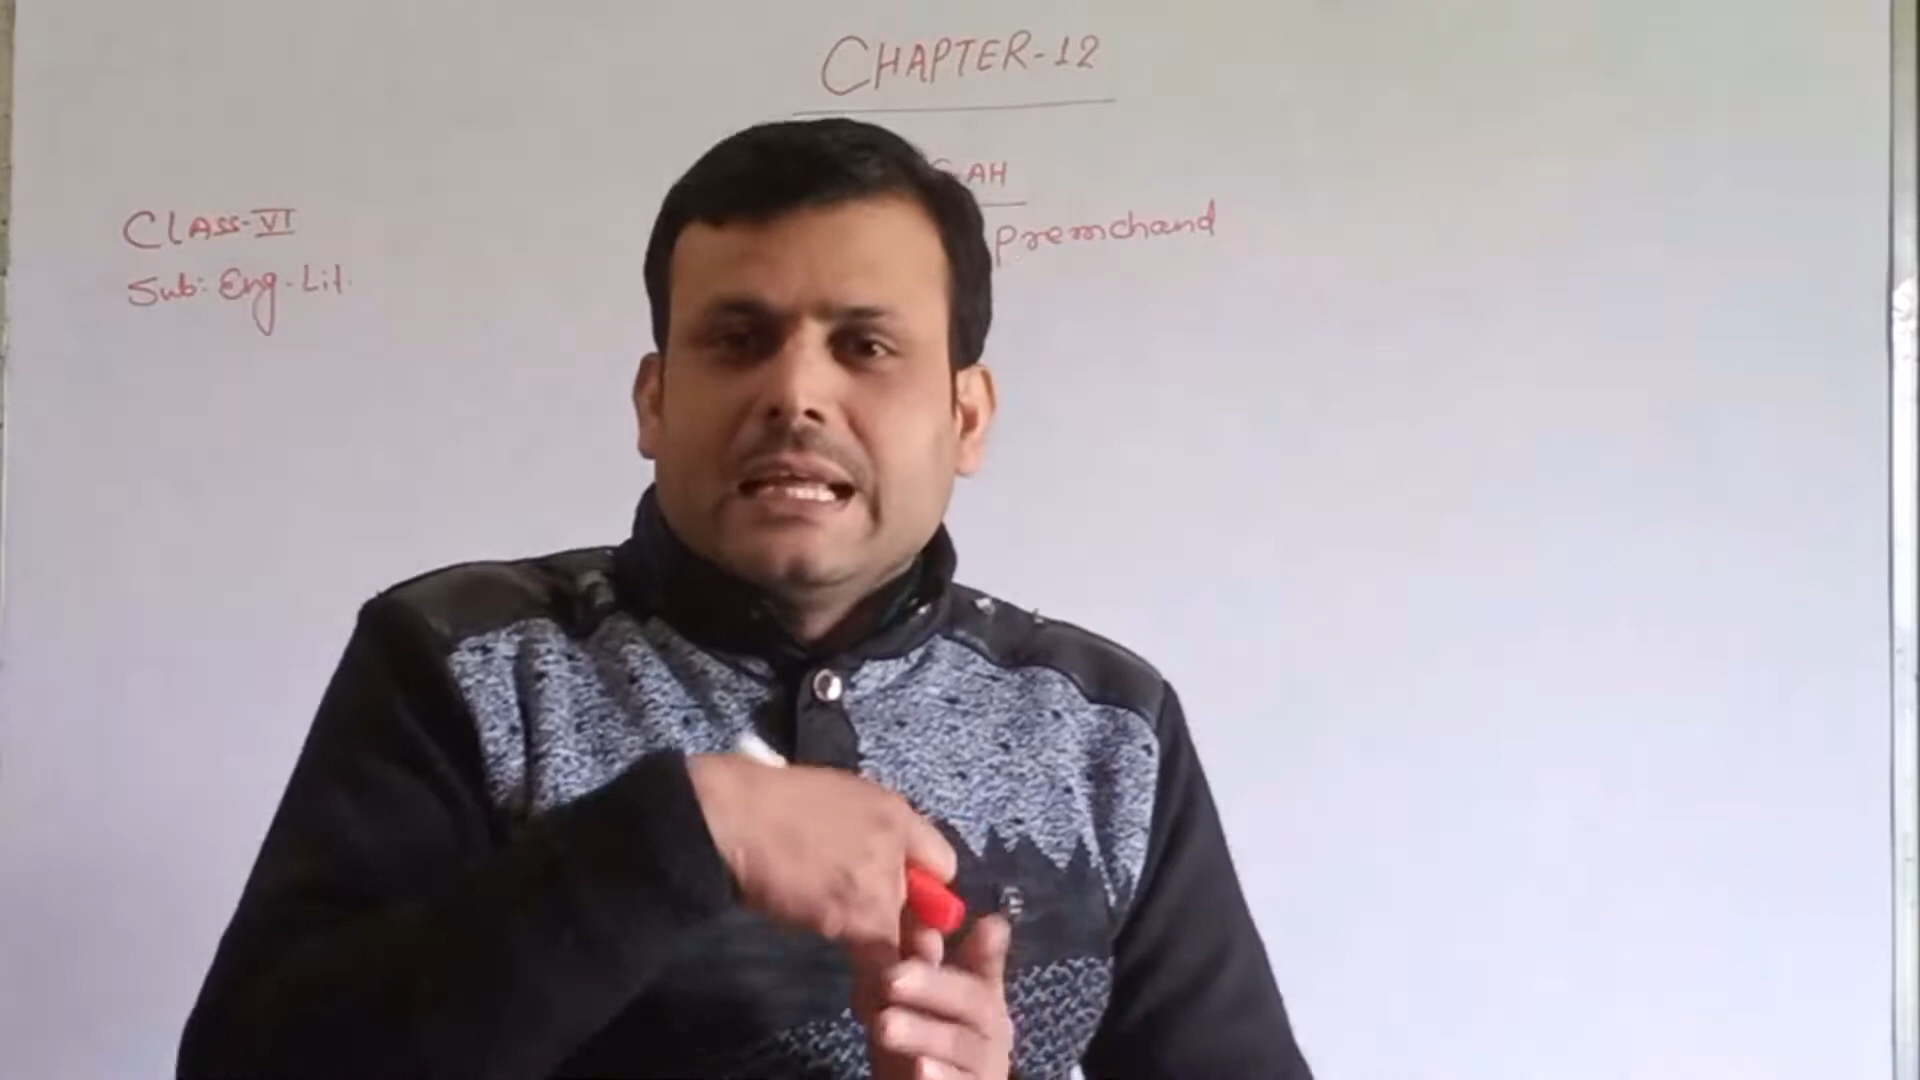 CHAPTER-12
GAH
Premchand
CLASS-VI
Sub: Eng. Lit.